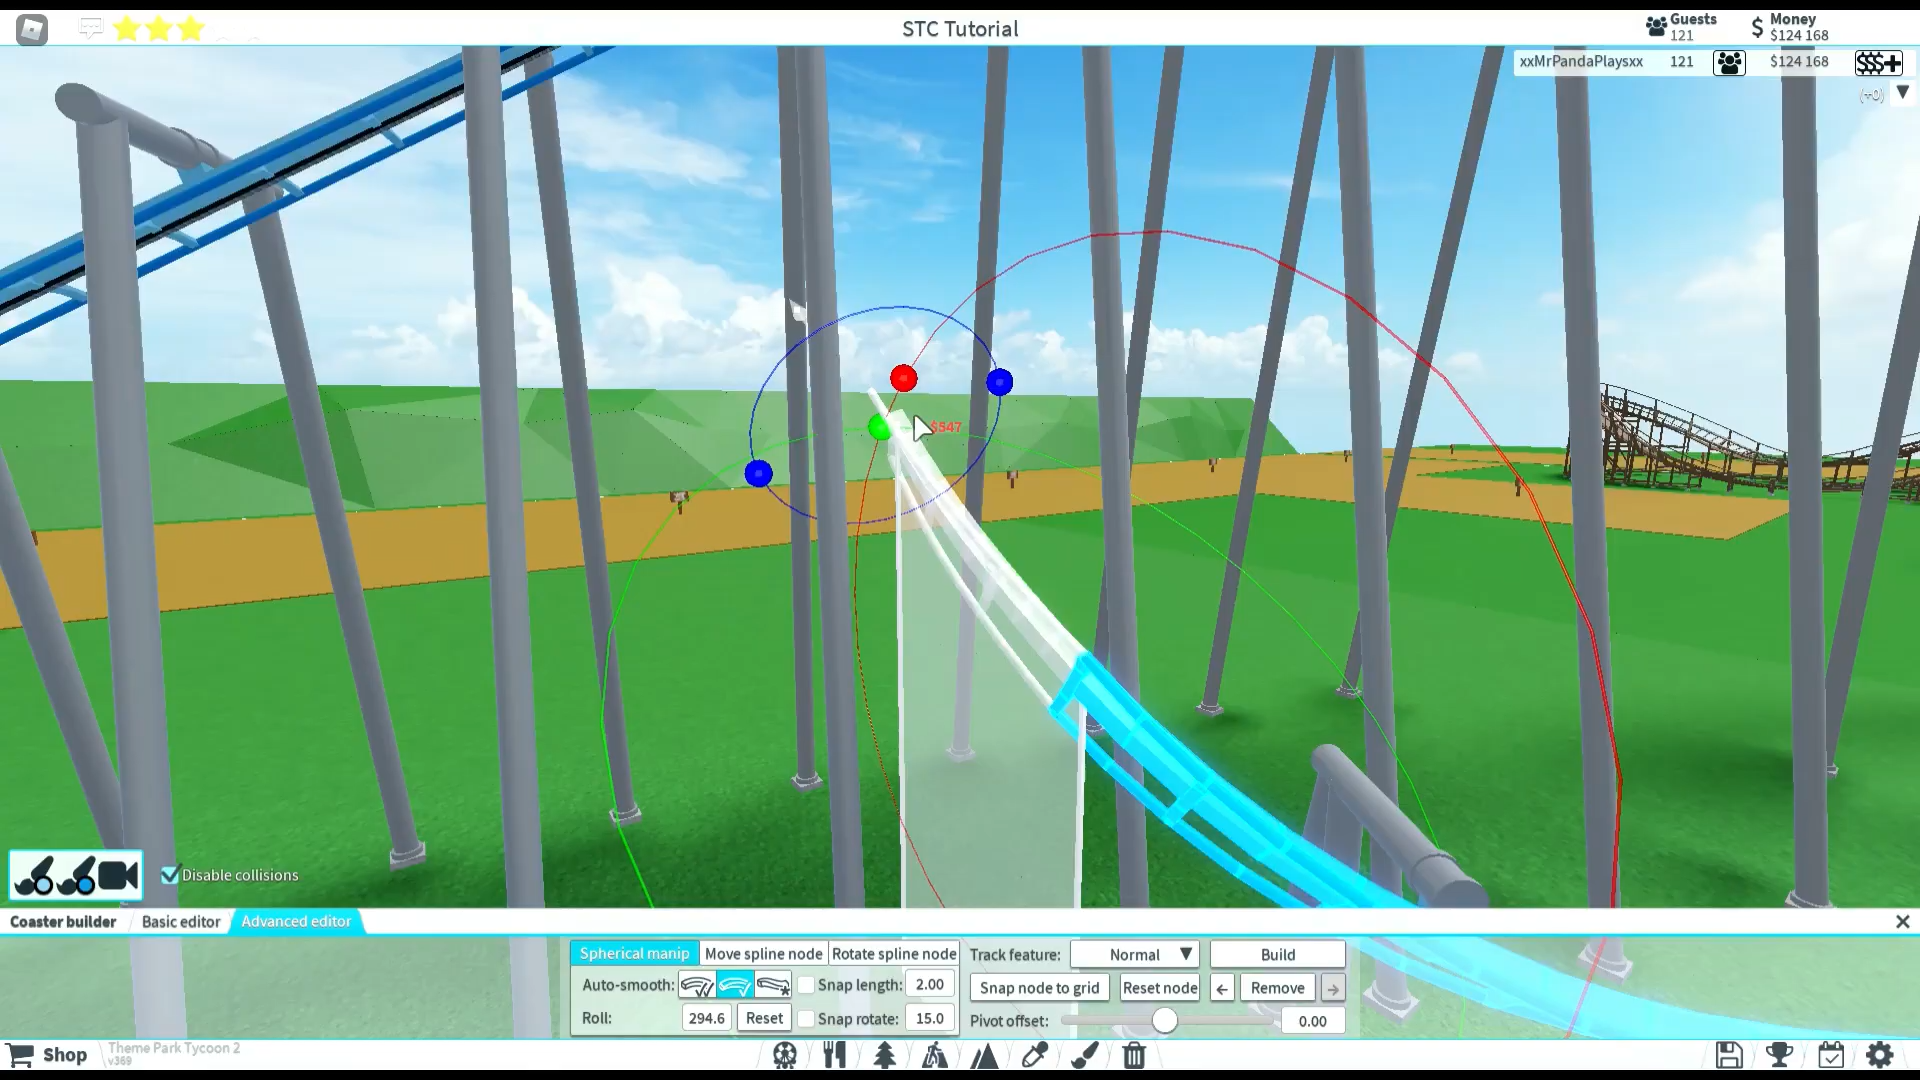 STC Tutorial
Guests
121
Money
$124 168
xxMrPandaPlaysxx 121 $124 168
$$$+
(+0)
$547
Disable collisions
Coaster builder Basic editor Advanced editor
Spherical manip Move spline node Rotate spline node Track feature: Normal Build
Auto-smooth: Snap length: 2.00 Snap node to grid Reset node ← Remove →
Roll: 294.6 Reset Snap rotate: 15.0 Pivot offset: 0.00
Shop
Theme Park Tycoon 2
v369